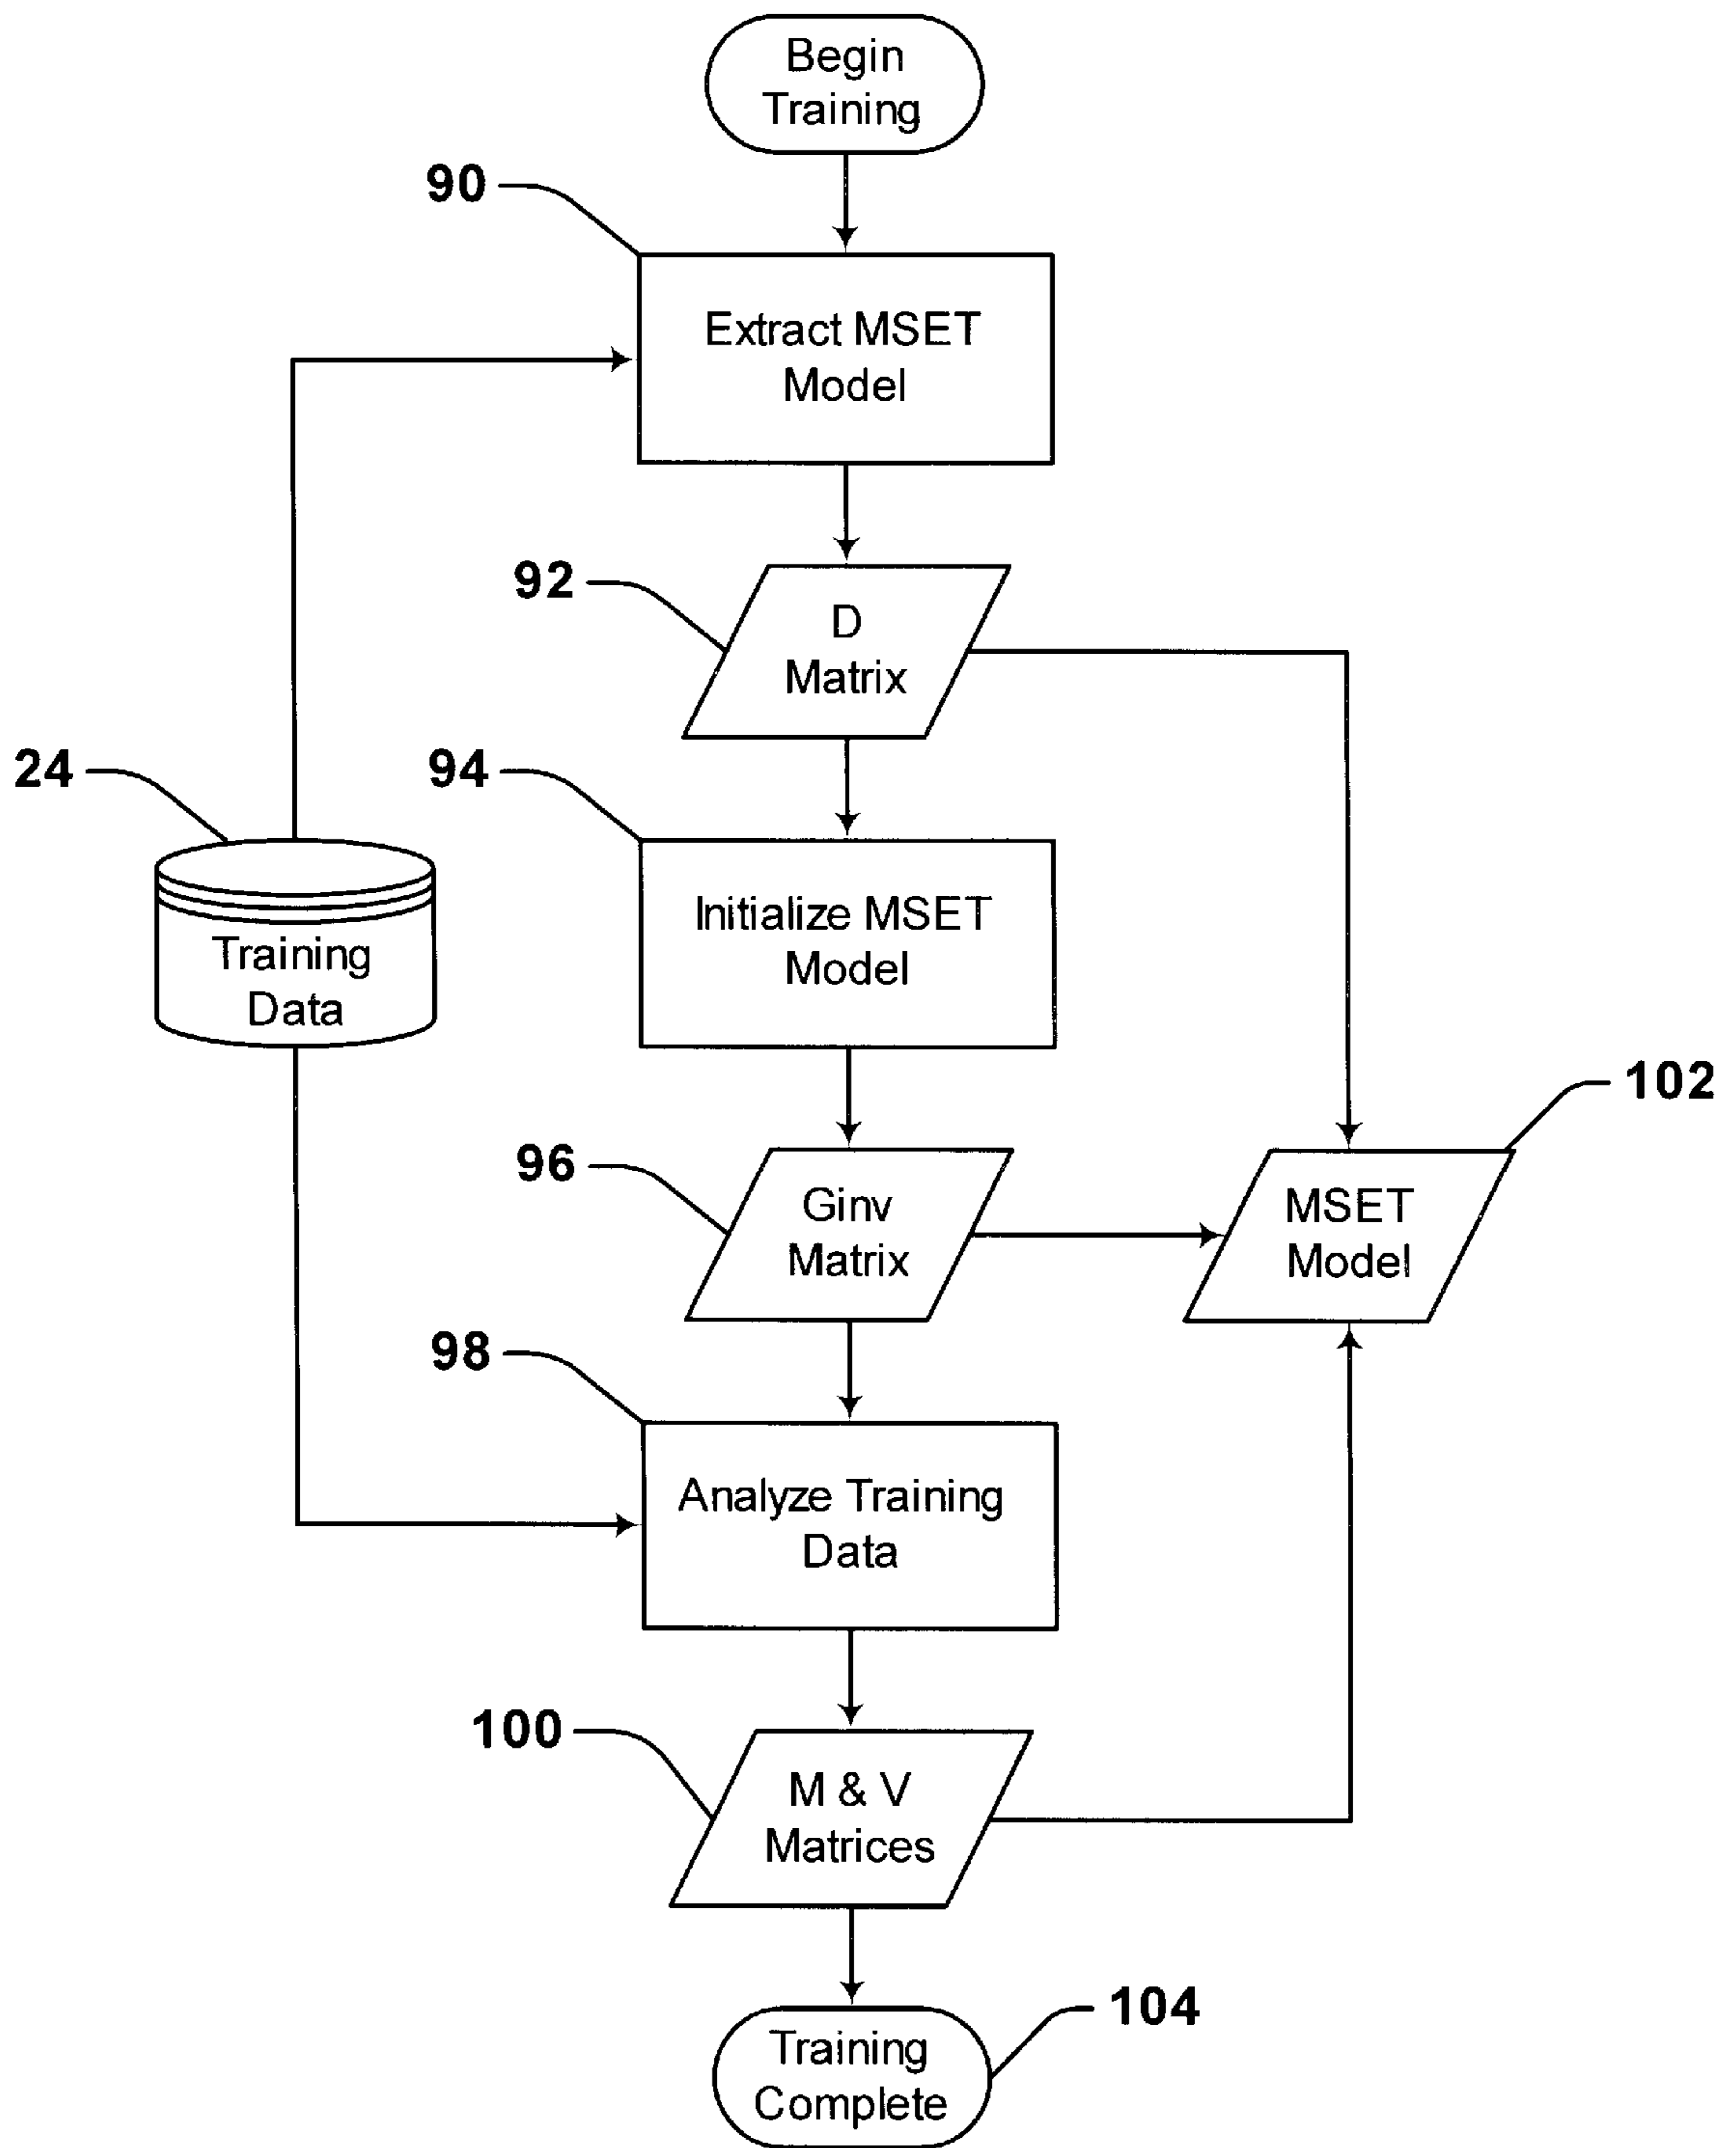 Begin
Training
90
Extract MSET
Model
92
D
Matrix
24
94
Training
Data
Initialize MSET
Model
102
96
Ginv
Matrix
MSET
Model
98
Analyze Training
Data
100
M & V
Matrices
104
Training
Complete